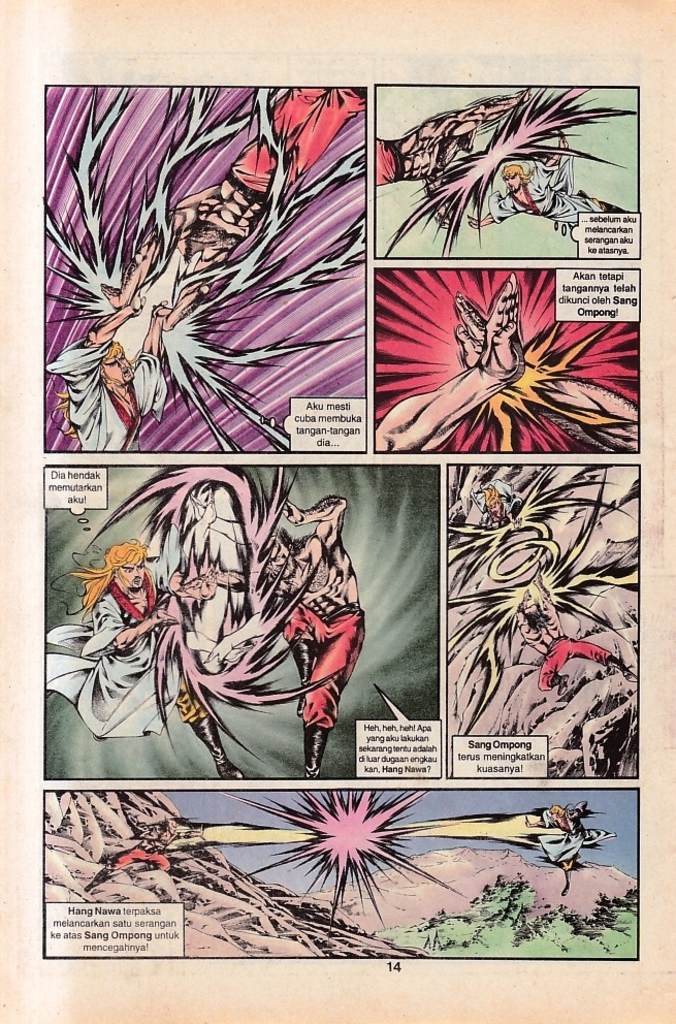 Aku mesti
cuba membuka
tangan-tangan
dia...
... sebelum aku
melancarkan
serangan aku
ke atasnya.
Akan tetapi
tangannya telah
dikunci oleh Sang
Ompong!
Dia hendak
memutarkan
aku!
Heh, heh, heh! Apa
yang aku lakukan
sekarang tentu adalah
di luar dugaan engkau
kan, Hang Nawa?
Sang Ompong
terus meningkatkan
kuasanya!
Hang Nawa terpaksa
melancarkan satu serangan
ke atas Sang Ompong untuk
mencegahnya!
14